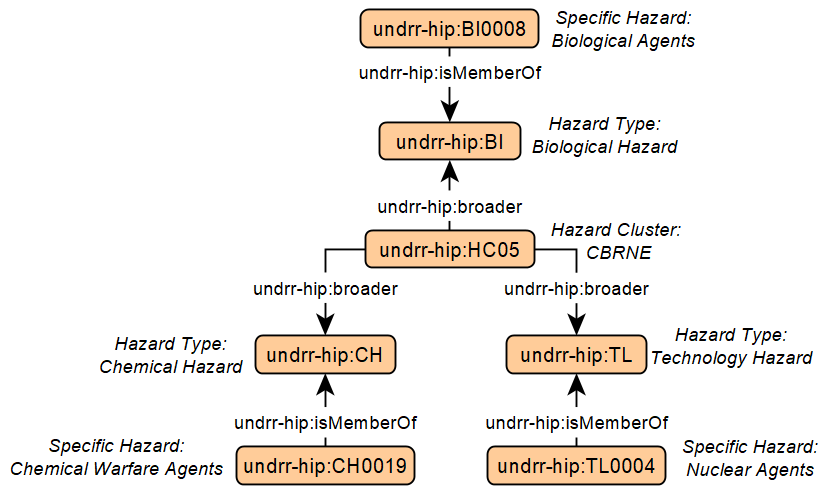 Specific Hazard:
undrr-hip:BI0008
Biological Agents
undrr-hip:isMemberOf
Hazard Type:
undrr-hip:BI
Biological Hazard
undrr-hip:broader
Hazard Cluster:
undrr-hip:HC05
CBRNE
undrr-hip:broader
undrr-hip:broader
Hazard Type:
Chemical Hazard
undrr-hip:CH
undrr-hip:TL
Hazard Type:
Technology Hazard
undrr-hip:isMemberOf
undrr-hip:isMemberOf
Specific Hazard:
Chemical Warfare Agents
undrr-hip:CH0019
undrr-hip:TL0004
Specific Hazard:
Nuclear Agents